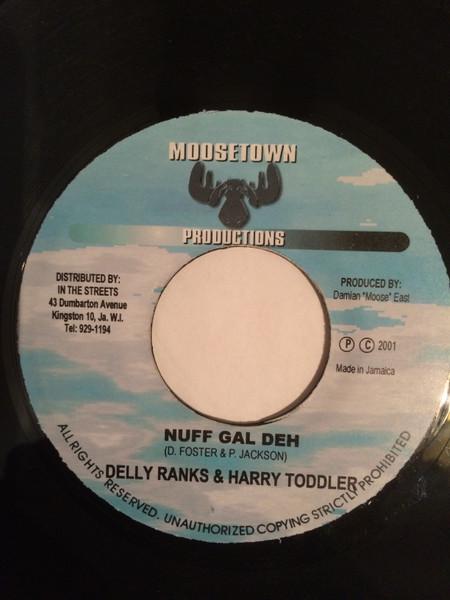 MOOSETOWN
PRODUCTIONS
DISTRIBUTED BY:
IN THE STREETS
43 Dumbarton Avenue
Kingston 10, Ja. W.I.
Tel: 929-1194
PRODUCED BY:
Damian "Moose" East
P C 2001
Made in Jamaica
NUFF GAL DEH
(D. FOSTER & P. JACKSON)
DELLY RANKS & HARRY TODDLER
ALL RIGHTS RESERVED. UNAUTHORIZED COPYING STRICTLY PROHIBITED